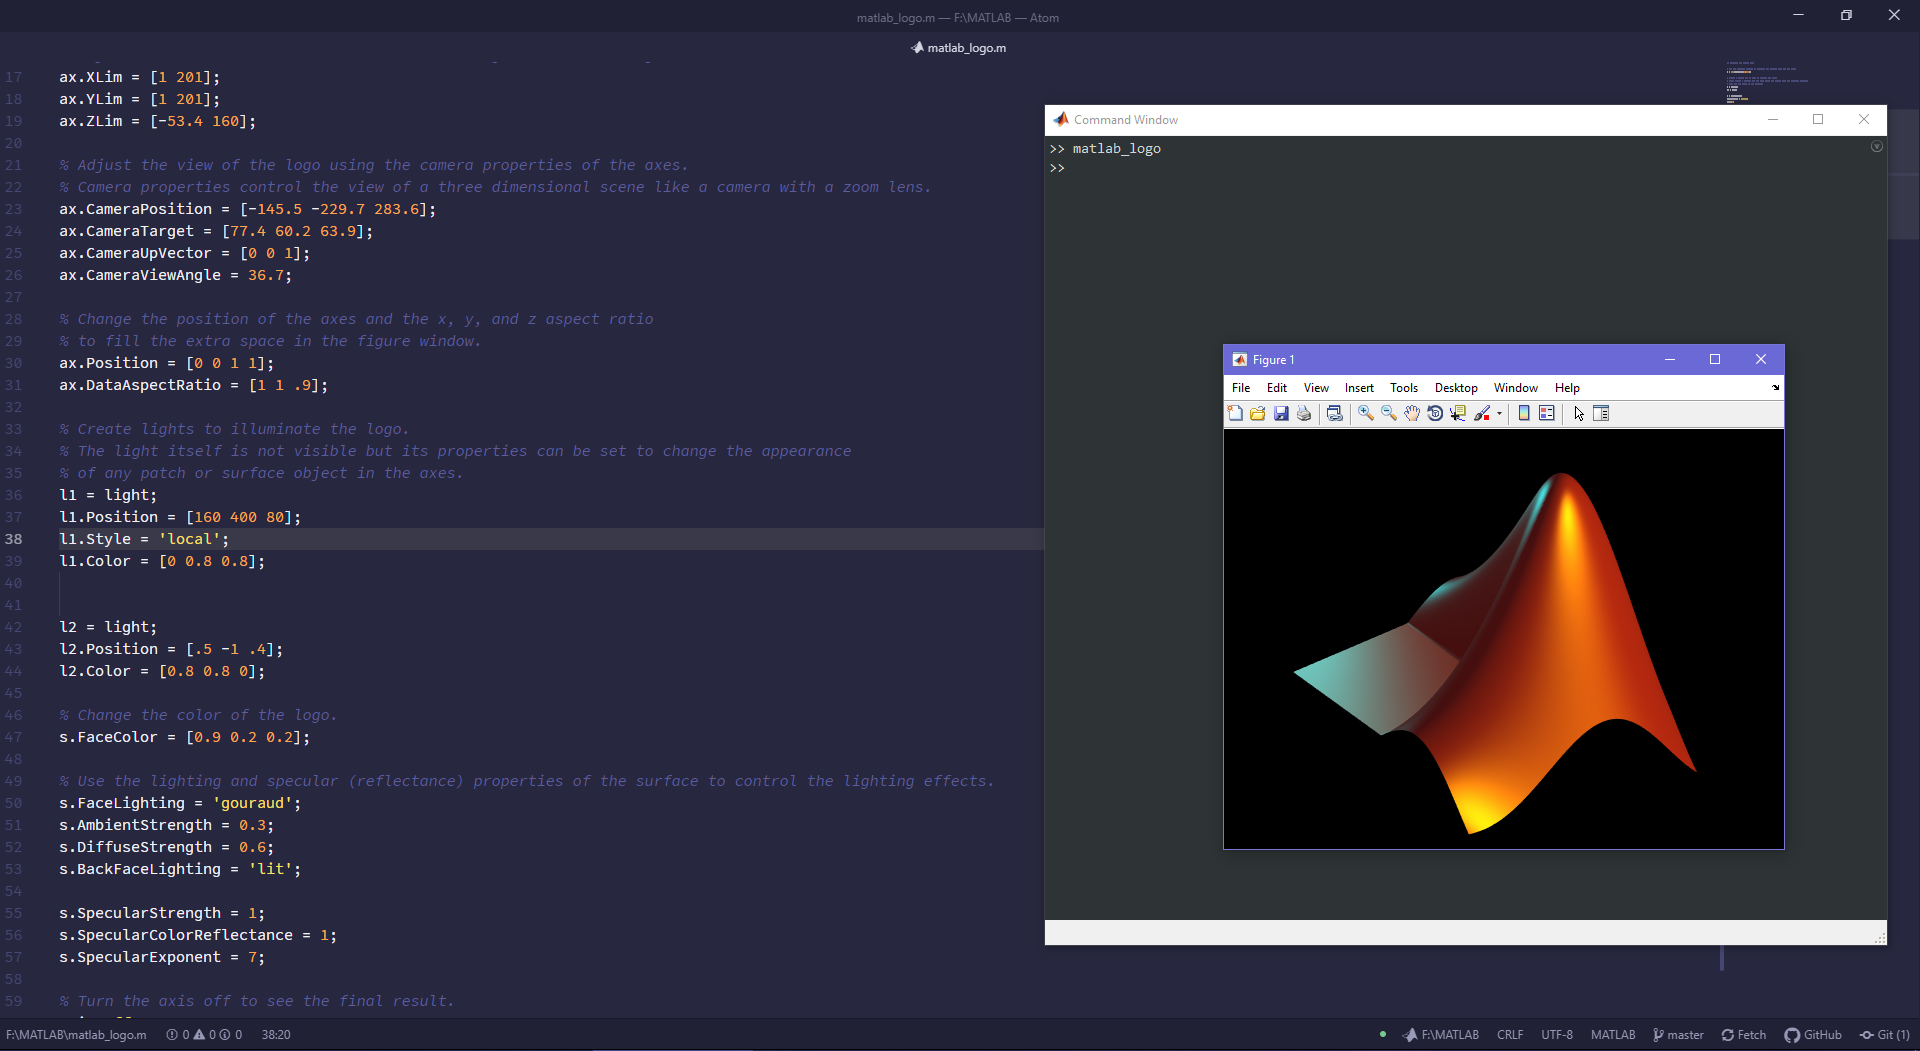 matlab_logo.m — F:\MATLAB — Atom
matlab_logo.m
17 ax.XLim = [1 201];
18 ax.YLim = [1 201];
19 ax.ZLim = [-53.4 160];
20
21 % Adjust the view of the logo using the camera properties of the axes.
22 % Camera properties control the view of a three dimensional scene like a camera with a zoom lens.
23 ax.CameraPosition = [-145.5 -229.7 283.6];
24 ax.CameraTarget = [77.4 60.2 63.9];
25 ax.CameraUpVector = [0 0 1];
26 ax.CameraViewAngle = 36.7;
27
28 % Change the position of the axes and the x, y, and z aspect ratio
29 % to fill the extra space in the figure window.
30 ax.Position = [0 0 1 1];
31 ax.DataAspectRatio = [1 1 .9];
32
33 % Create lights to illuminate the logo.
34 % The light itself is not visible but its properties can be set to change the appearance
35 % of any patch or surface object in the axes.
36 l1 = light;
37 l1.Position = [160 400 80];
38 l1.Style = 'local';
39 l1.Color = [0 0.8 0.8];
40
41
42 l2 = light;
43 l2.Position = [.5 -1 .4];
44 l2.Color = [0.8 0.8 0];
45
46 % Change the color of the logo.
47 s.FaceColor = [0.9 0.2 0.2];
48
49 % Use the lighting and specular (reflectance) properties of the surface to control the lighting effects.
50 s.FaceLighting = 'gouraud';
51 s.AmbientStrength = 0.3;
52 s.DiffuseStrength = 0.6;
53 s.BackFaceLighting = 'lit';
54
55 s.SpecularStrength = 1;
56 s.SpecularColorReflectance = 1;
57 s.SpecularExponent = 7;
58
59 % Turn the axis off to see the final result.
Command Window
>> matlab_logo
>>
Figure 1
File Edit View Insert Tools Desktop Window Help
F:\MATLAB\matlab_logo.m 0 0 0 38:20 F:\MATLAB CRLF UTF-8 MATLAB master Fetch GitHub Git (1)